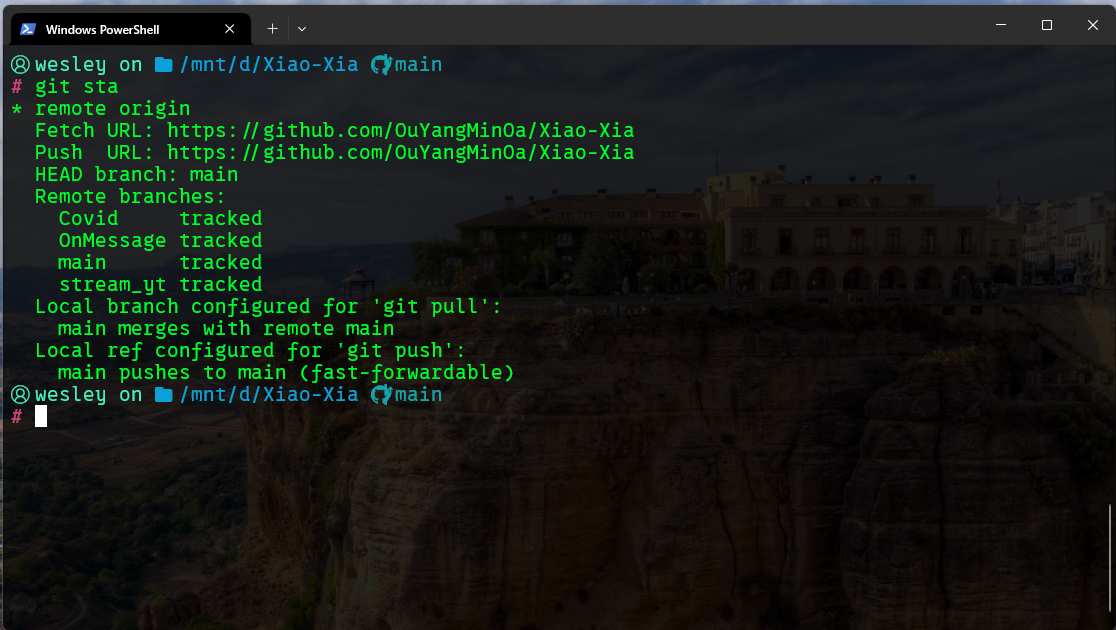 Windows PowerShell
wesley on /mnt/d/Xiao-Xia main
# git sta
* remote origin
  Fetch URL: https://github.com/OuYangMinOa/Xiao-Xia
  Push  URL: https://github.com/OuYangMinOa/Xiao-Xia
  HEAD branch: main
  Remote branches:
    Covid     tracked
    OnMessage tracked
    main      tracked
    stream_yt tracked
  Local branch configured for 'git pull':
    main merges with remote main
  Local ref configured for 'git push':
    main pushes to main (fast-forwardable)
wesley on /mnt/d/Xiao-Xia main
#